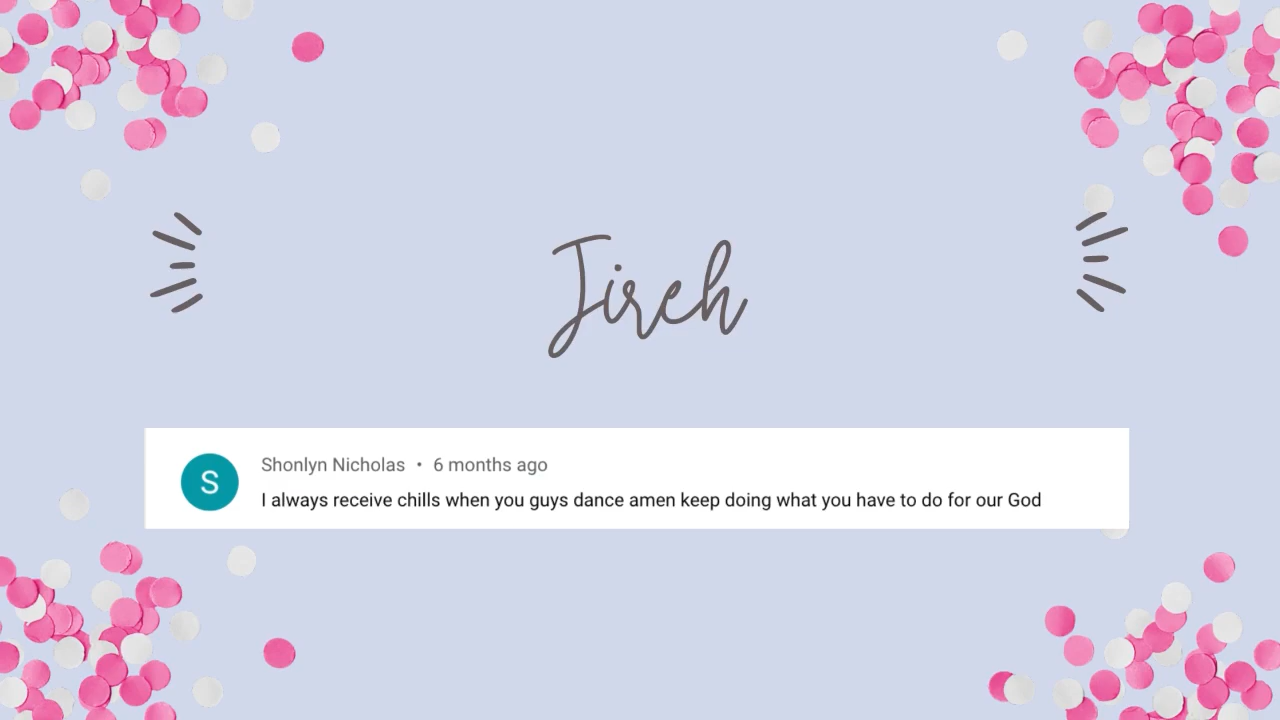 Jireh
S
Shonlyn Nicholas • 6 months ago
I always receive chills when you guys dance amen keep doing what you have to do for our God